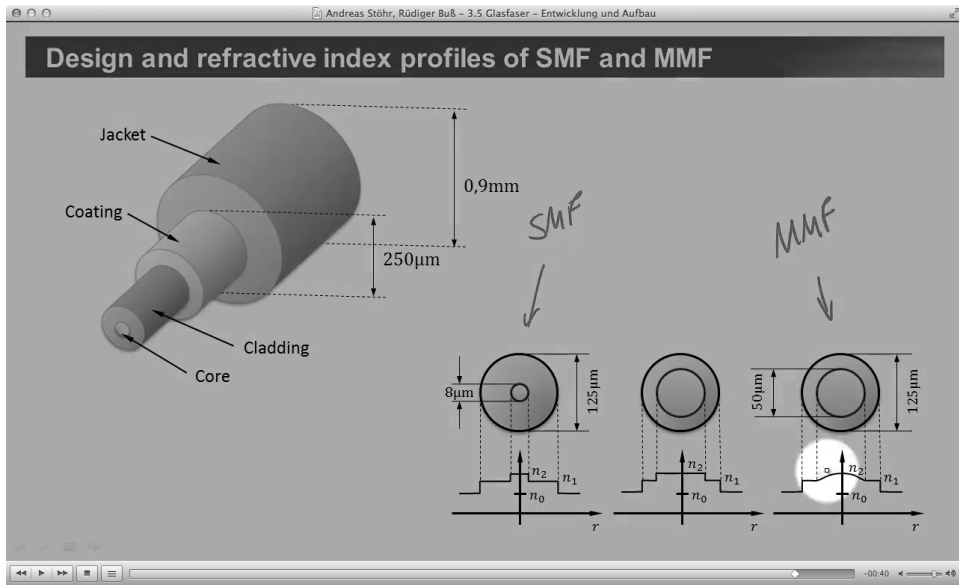 Andreas Stöhr, Rüdiger Buß – 3.5 Glasfaser – Entwicklung und Aufbau
Design and refractive index profiles of SMF and MMF
Jacket
0,9mm
Coating
250μm
Cladding
Core
SMF
MMF
8μm
125μm
50μm
125μm
n₂
n₁
n₀
r
n₂
n₁
n₀
r
n₂
n₁
n₀
r
-00:40